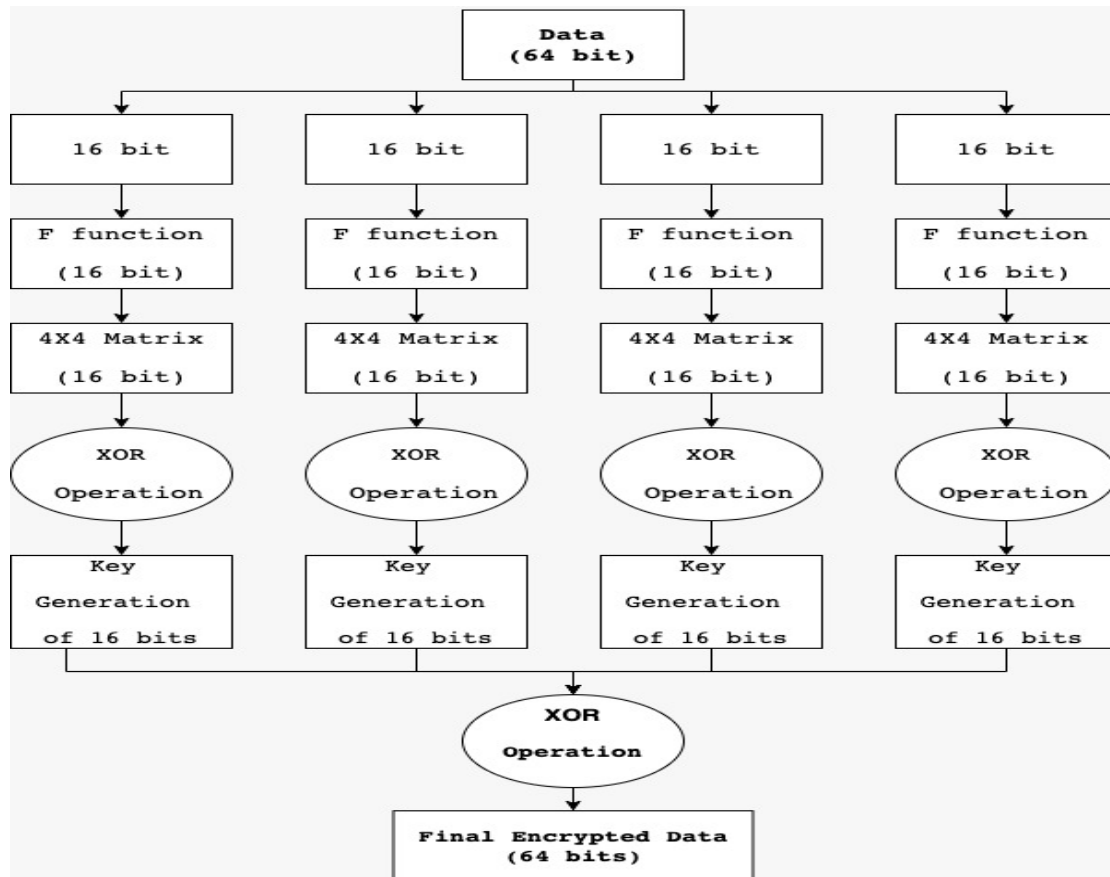 Data
(64 bit)
16 bit
16 bit
16 bit
16 bit
F function
(16 bit)
F function
(16 bit)
F function
(16 bit)
F function
(16 bit)
4X4 Matrix
(16 bit)
4X4 Matrix
(16 bit)
4X4 Matrix
(16 bit)
4X4 Matrix
(16 bit)
XOR
Operation
XOR
Operation
XOR
Operation
XOR
Operation
Key
Generation
of 16 bits
Key
Generation
of 16 bits
Key
Generation
of 16 bits
Key
Generation
of 16 bits
XOR
Operation
Final Encrypted Data
(64 bits)